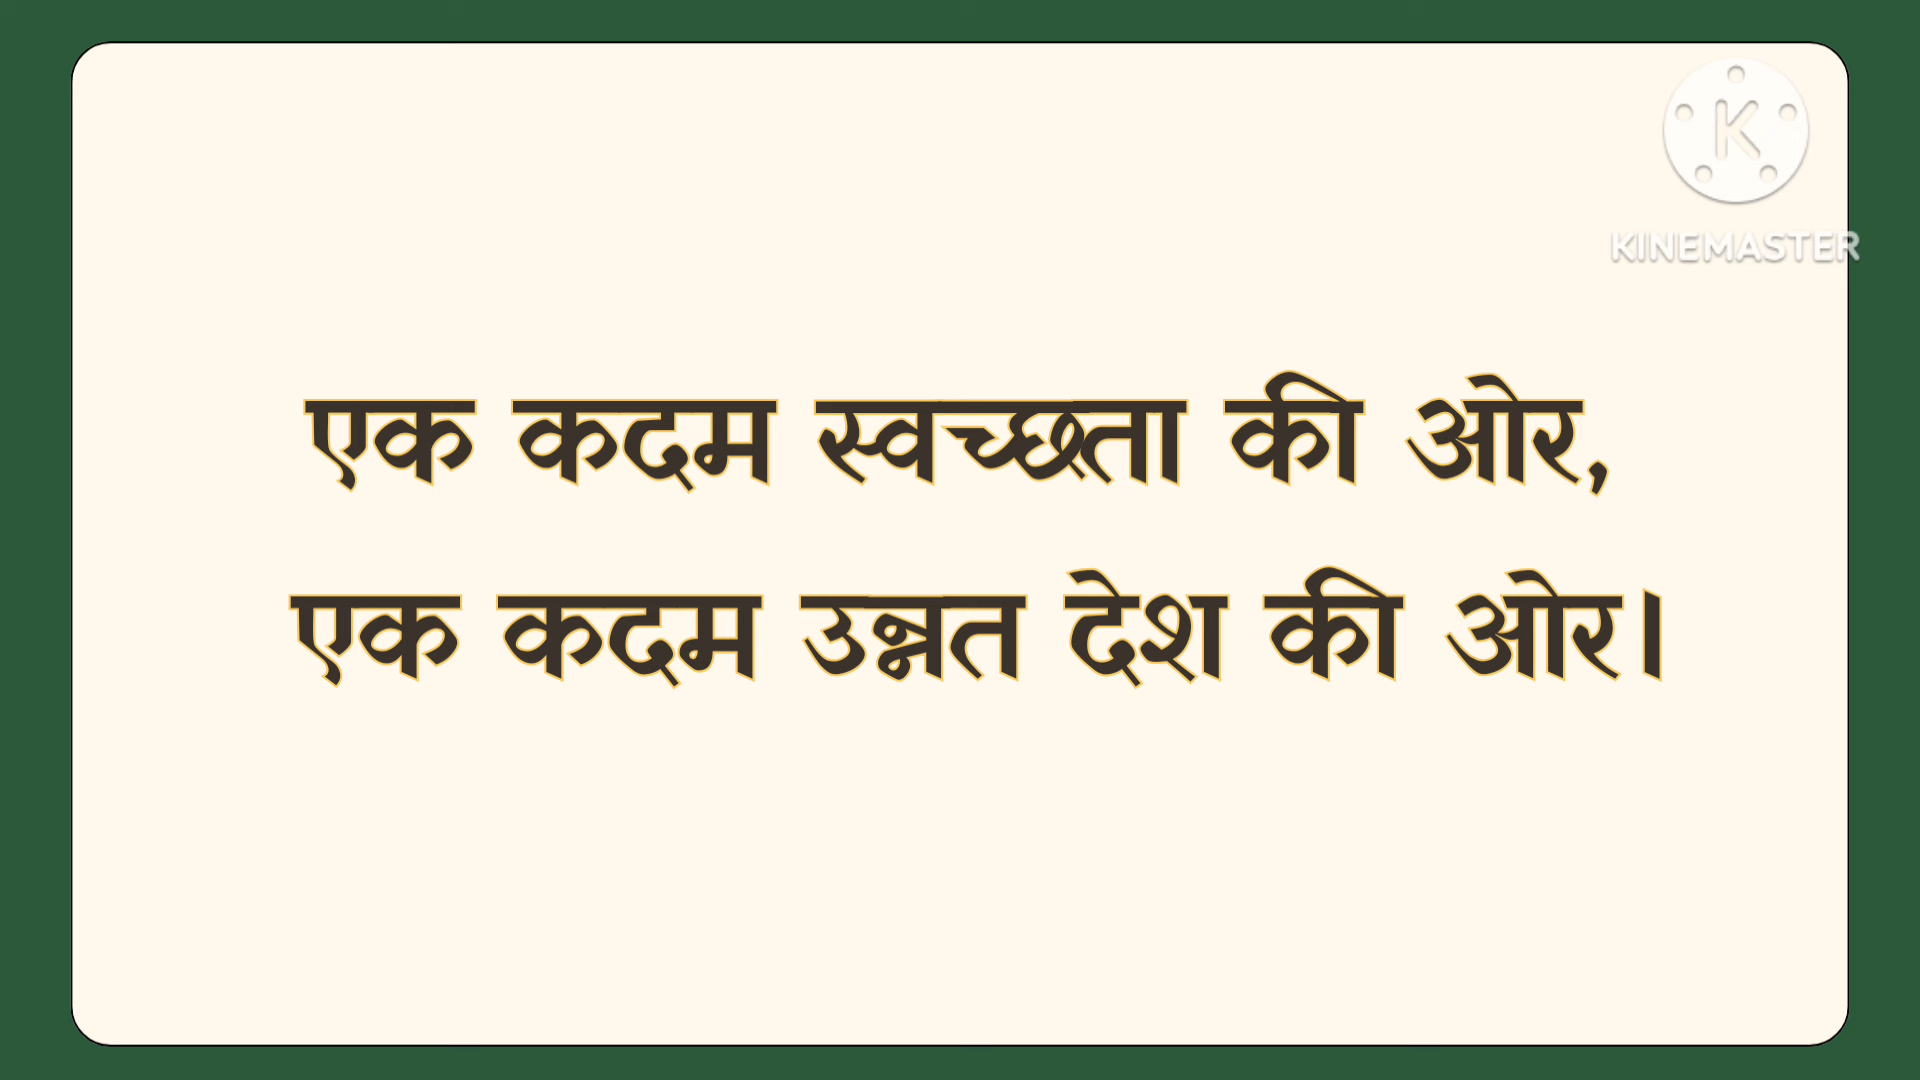 K
KINEMASTER
एक कदम स्वच्छता की ओर,
एक कदम उन्नत देश की ओर।